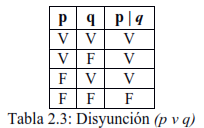 p q p | q
V V V
V F V
F V V
F F F
Tabla 2.3: Disyunción (p v q)